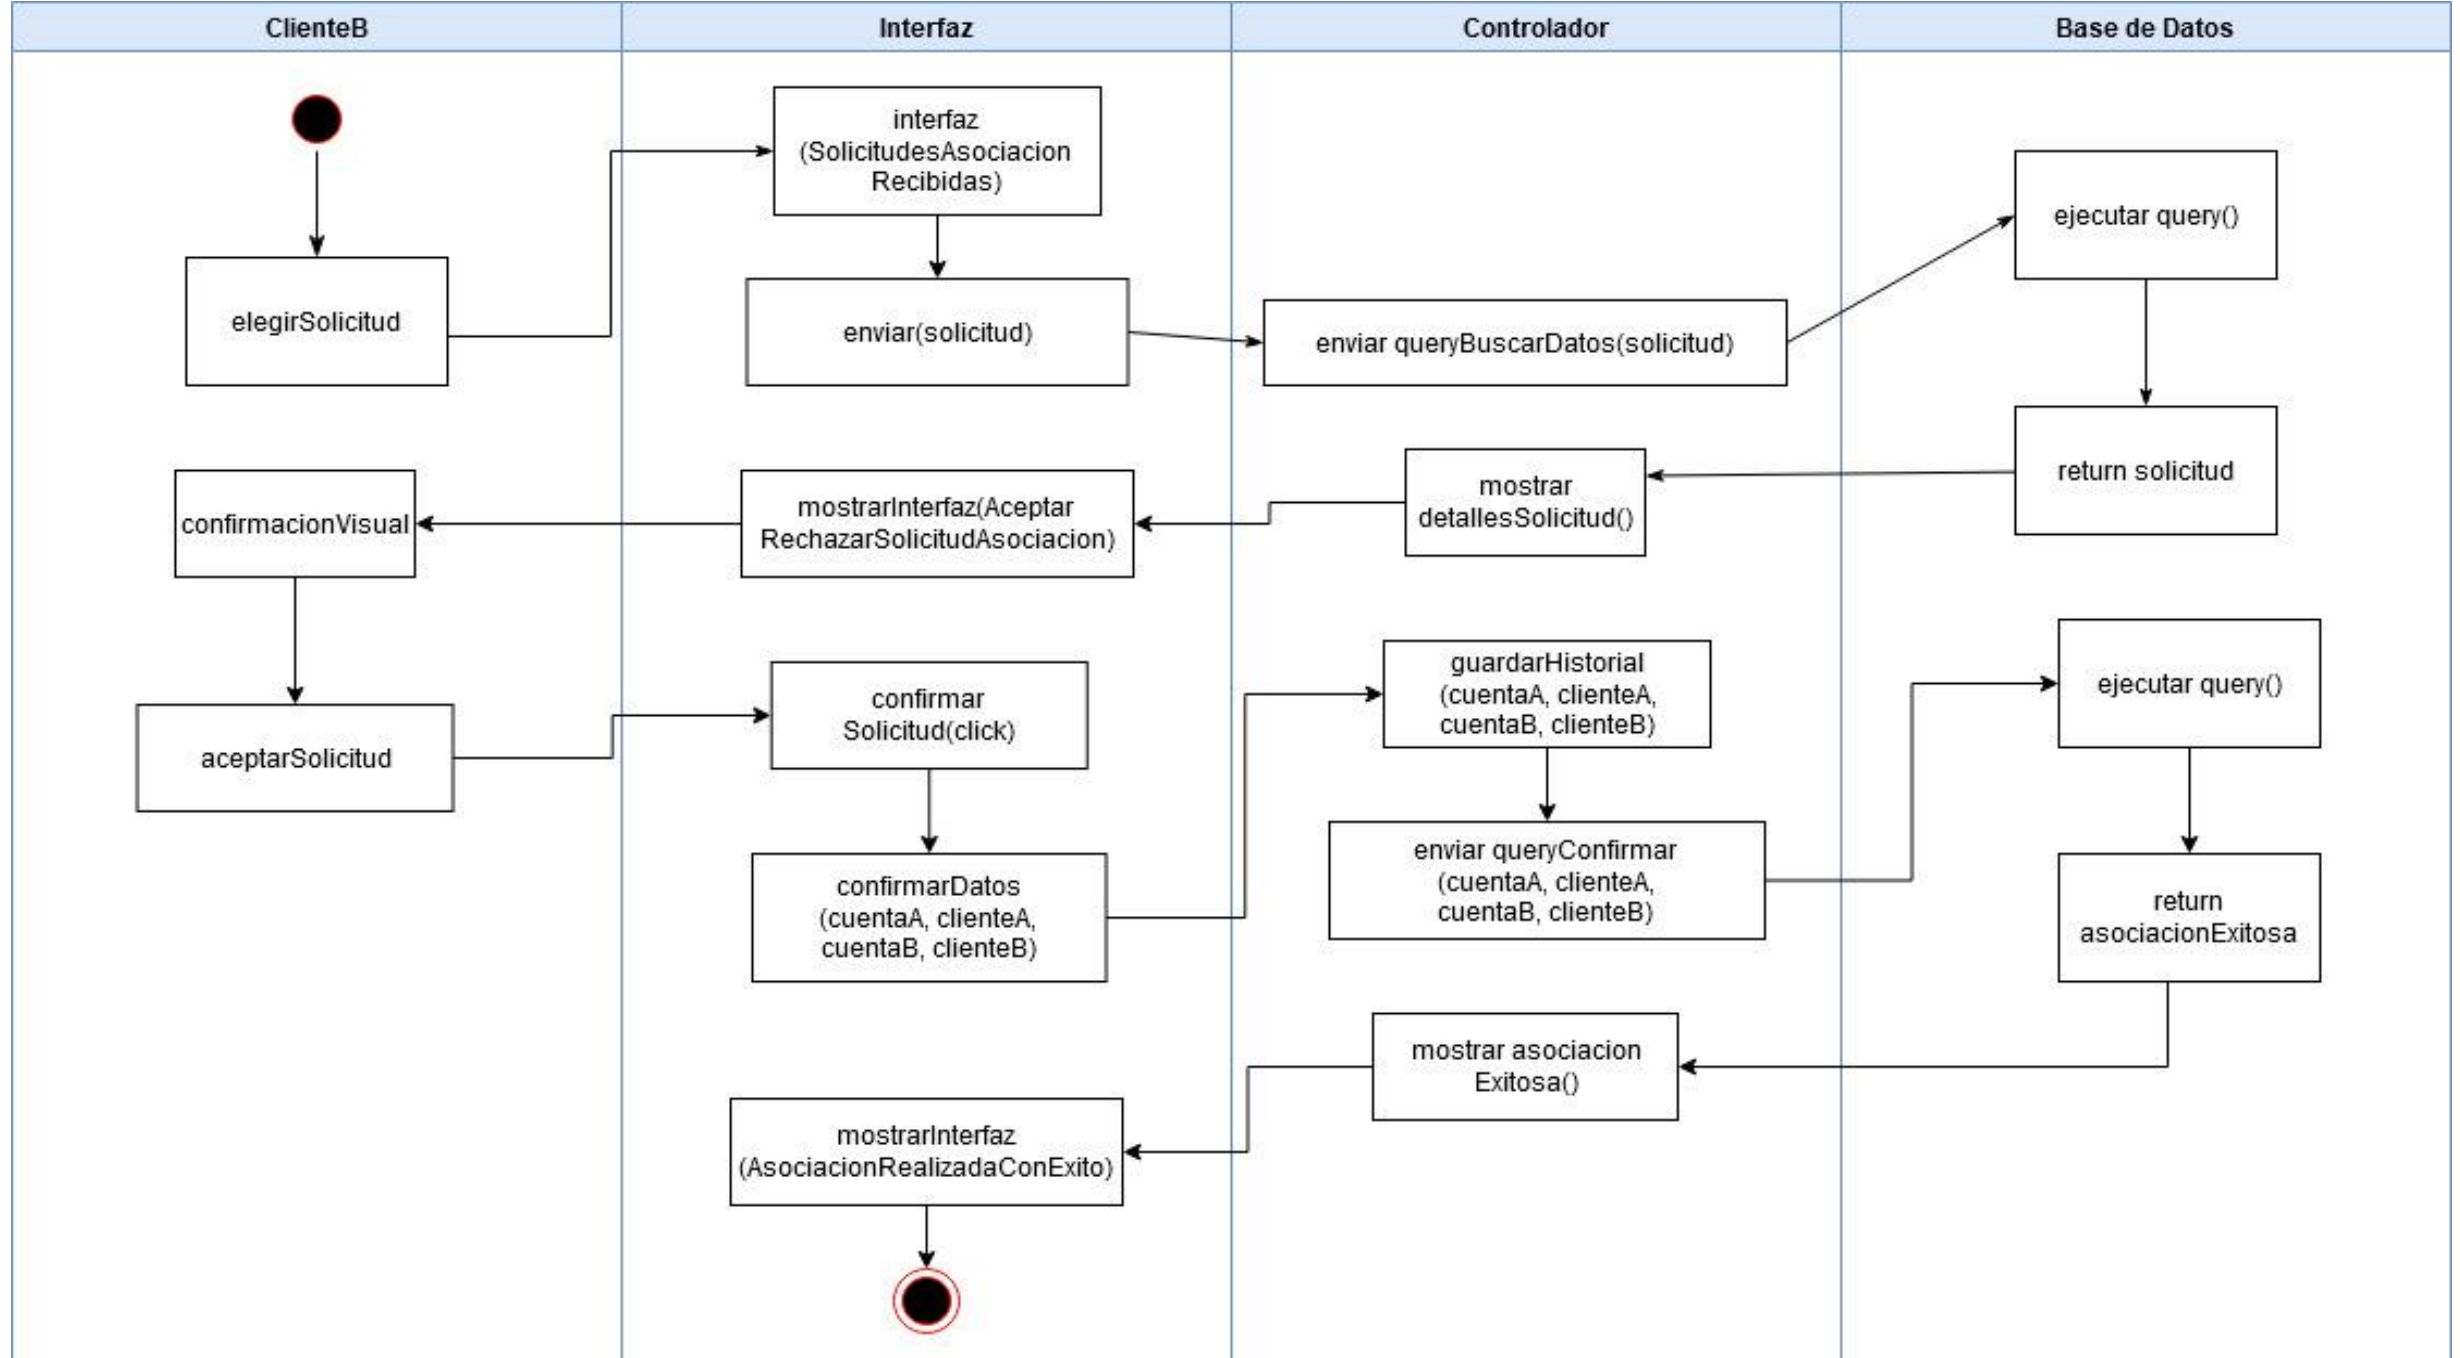 ClienteB
Interfaz
Controlador
Base de Datos
interfaz
(SolicitudesAsociacion
Recibidas)
ejecutar query()
elegirSolicitud
enviar(solicitud)
enviar queryBuscarDatos(solicitud)
return solicitud
mostrar
detallesSolicitud()
mostrarInterfaz(Aceptar
RechazarSolicitudAsociacion)
confirmacionVisual
aceptarSolicitud
confirmar
Solicitud(click)
confirmarDatos
(cuentaA, clienteA,
cuentaB, clienteB)
guardarHistorial
(cuentaA, clienteA,
cuentaB, clienteB)
enviar queryConfirmar
(cuentaA, clienteA,
cuentaB, clienteB)
ejecutar query()
return
asociacionExitosa
mostrar asociacion
Exitosa()
mostrarInterfaz
(AsociacionRealizadaConExito)